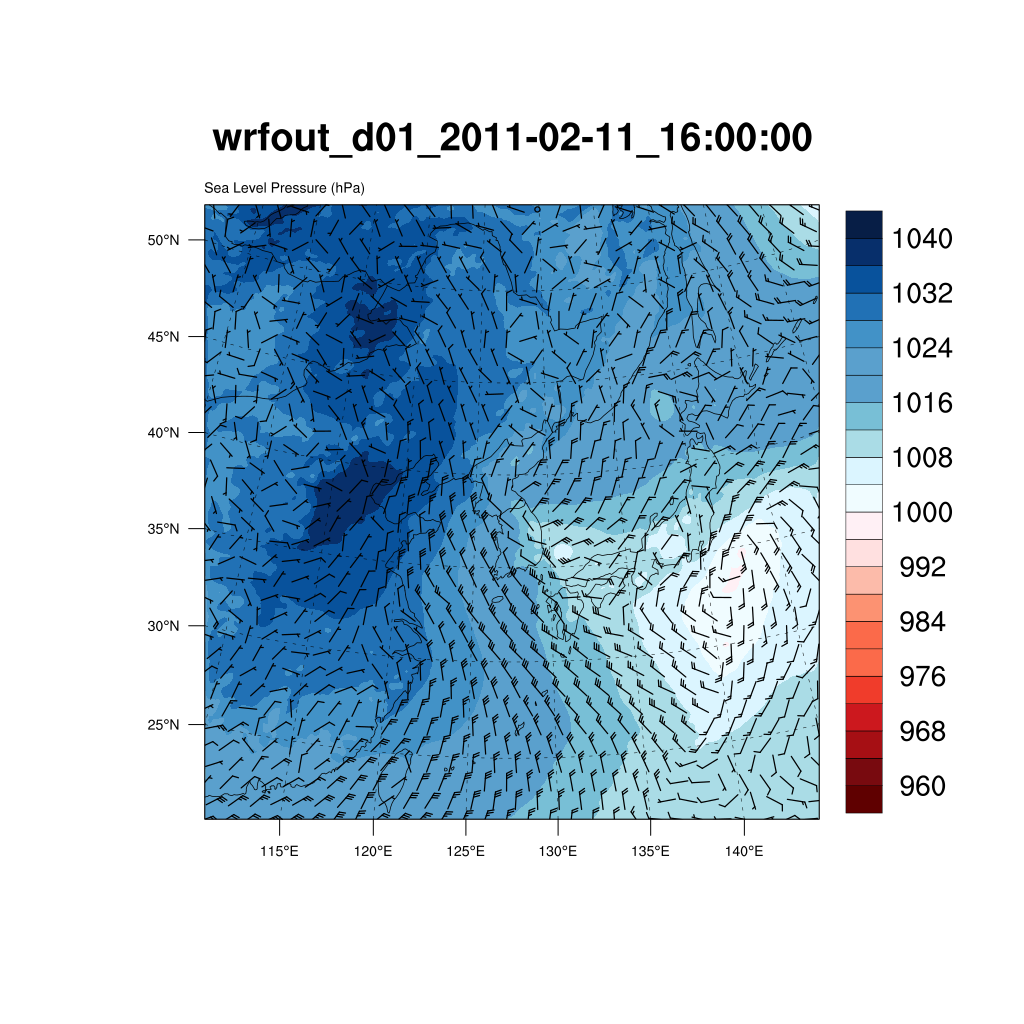 wrfout_d01_2011-02-11_16:00:00
Sea Level Pressure (hPa)
50°N
45°N
40°N
35°N
30°N
25°N
115°E 120°E 125°E 130°E 135°E 140°E
1040
1032
1024
1016
1008
1000
992
984
976
968
960